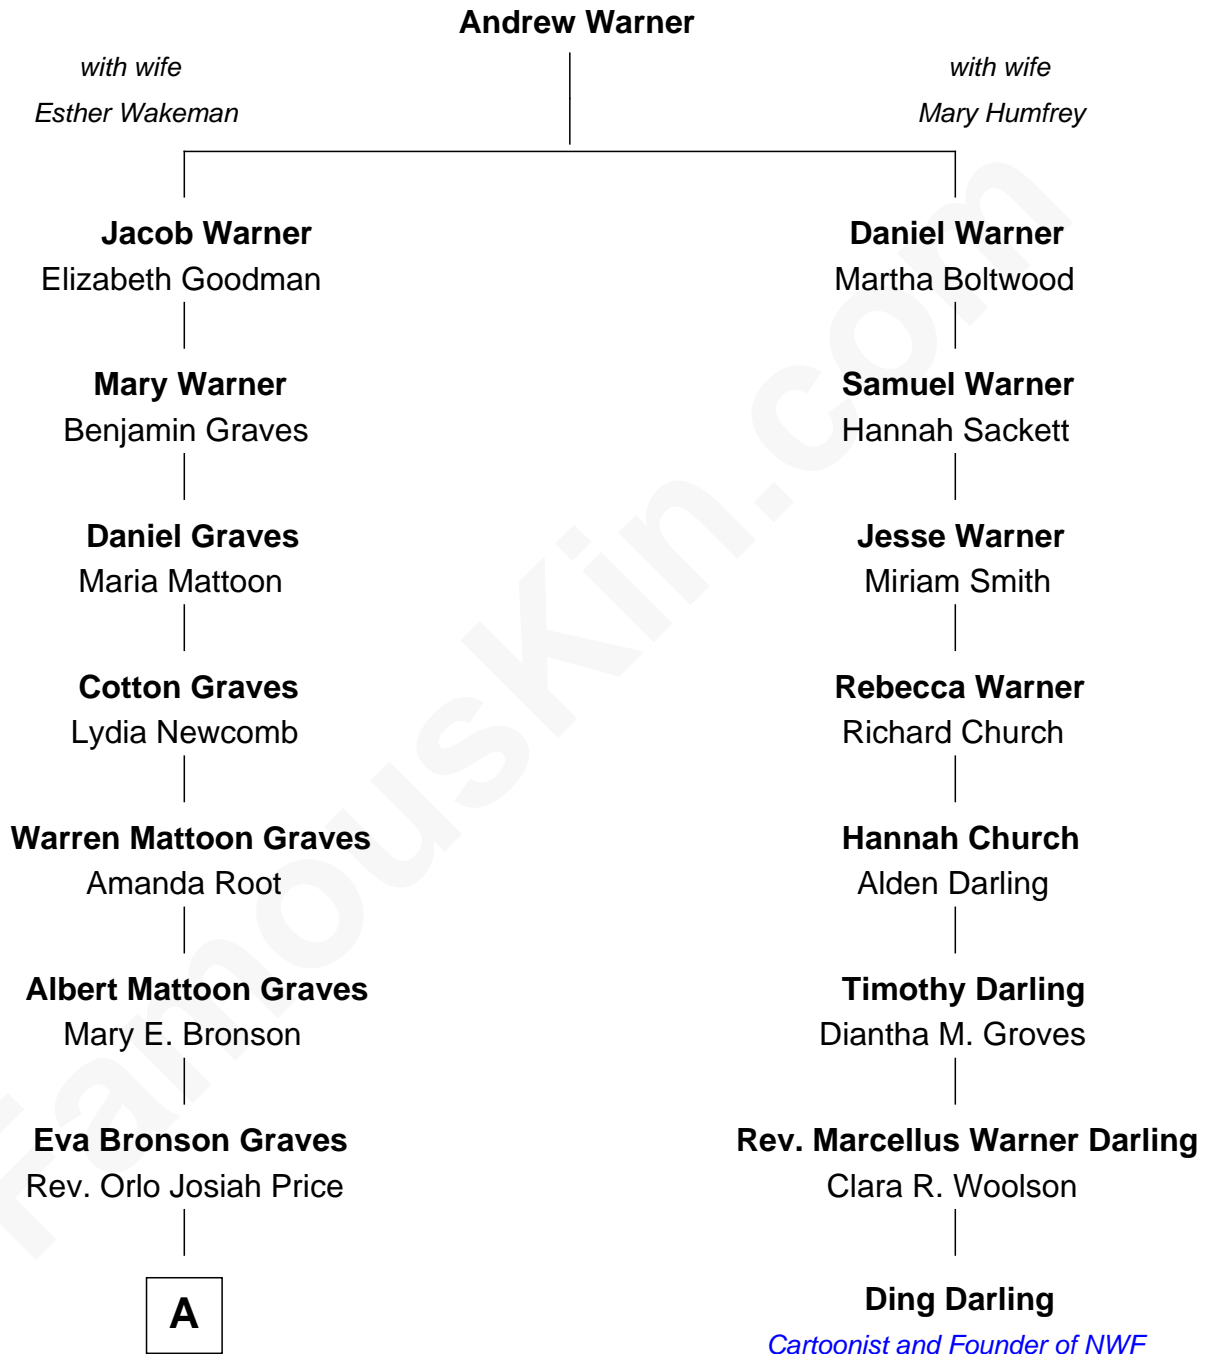 Andrew Warner
with wife
Esther Wakeman
with wife
Mary Humfrey
Jacob Warner
Elizabeth Goodman
Daniel Warner
Martha Boltwood
Mary Warner
Benjamin Graves
Samuel Warner
Hannah Sackett
Daniel Graves
Maria Mattoon
Jesse Warner
Miriam Smith
Cotton Graves
Lydia Newcomb
Rebecca Warner
Richard Church
Warren Mattoon Graves
Amanda Root
Hannah Church
Alden Darling
Albert Mattoon Graves
Mary E. Bronson
Timothy Darling
Diantha M. Groves
Eva Bronson Graves
Rev. Orlo Josiah Price
Rev. Marcellus Warner Darling
Clara R. Woolson
A
Ding Darling
Cartoonist and Founder of NWF
FamousKin.com